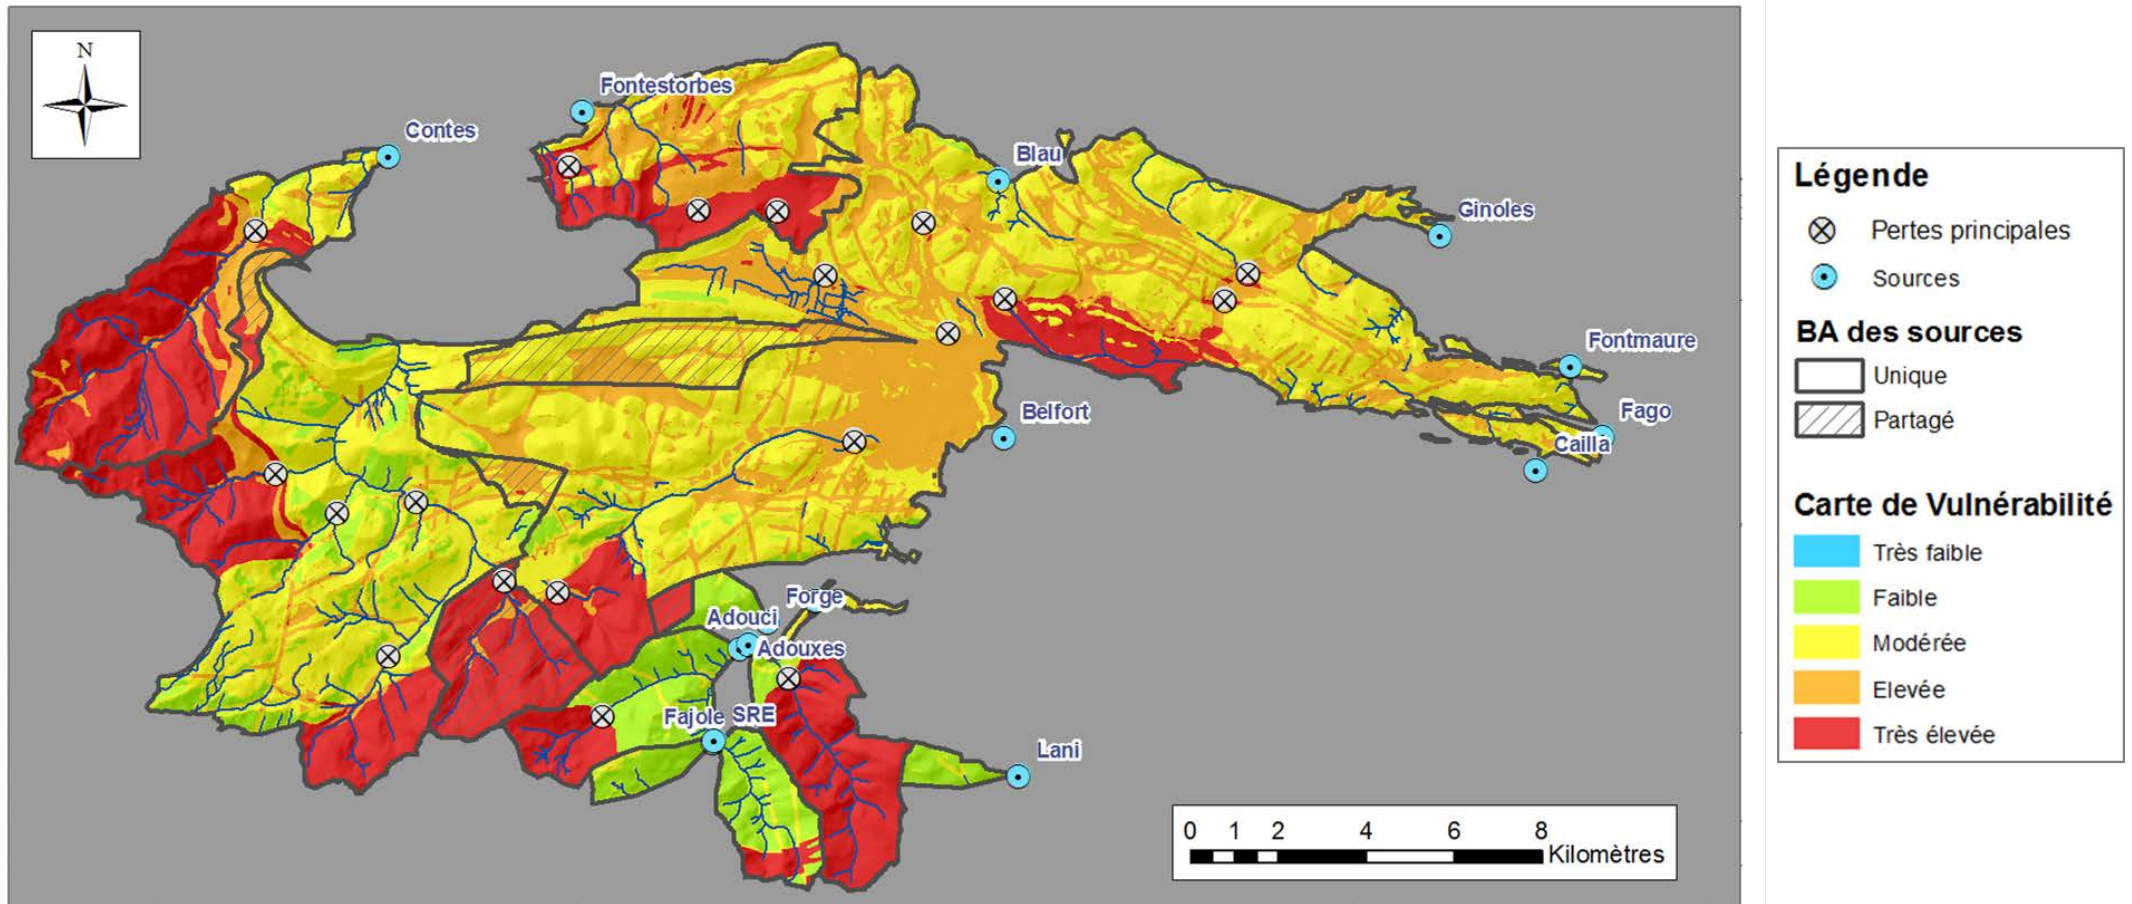 N
Fontestorbes
Contes
Blau
Ginoles
Fontmaure
Belfort
Fago
Cailla
Forge
Adouci
Adouxes
Fajole SRE
Lani
0 1 2 4 6 8
Kilomètres
Légende
Pertes principales
Sources
BA des sources
Unique
Partagé
Carte de Vulnérabilité
Très faible
Faible
Modérée
Elevée
Très élevée